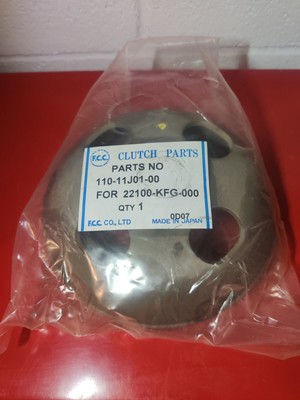 F.C.C. CLUTCH PARTS
PARTS NO
110-11J01-00
FOR 22100-KFG-000
QTY 1
0D07
F.C.C. CO., LTD MADE IN JAPAN